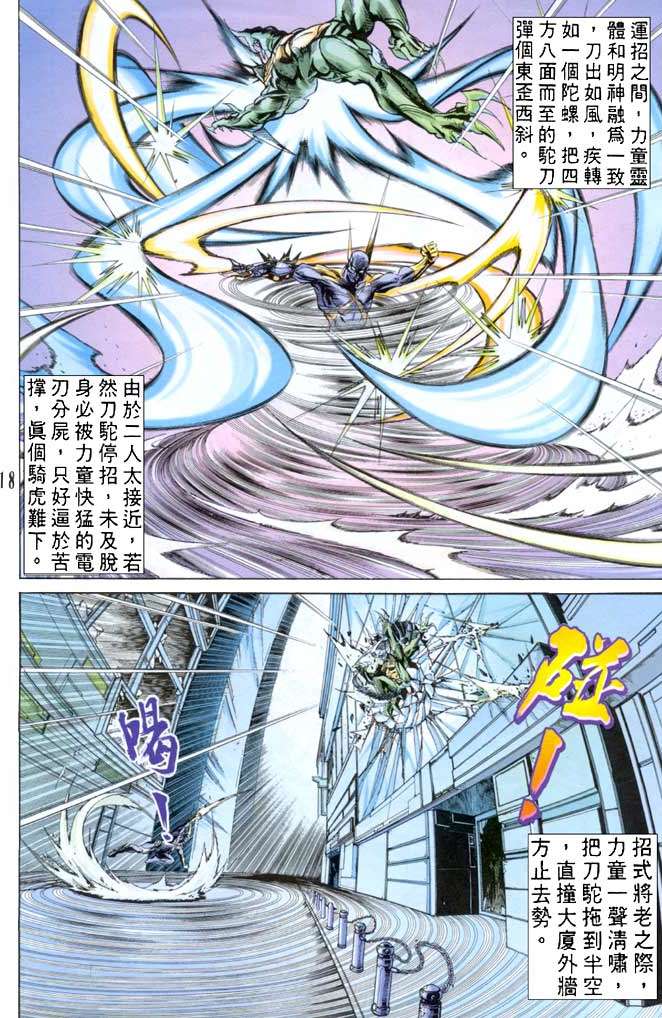 運招之間，力童靈
體和明神融爲一致
，刀出如風，疾轉
如一個陀螺，把四
方八面而至的駝刀
彈個東歪西斜。
由於二人太接近，若
然刀駝停招，未及脫
身必被力童快猛的電
刃分屍，只好逼於苦
撐，眞個騎虎難下。
18
碰！
喝！
招式將老之際，
力童一聲淸嘯，
把刀駝拖到半空
，直撞大廈外牆
方止去勢。